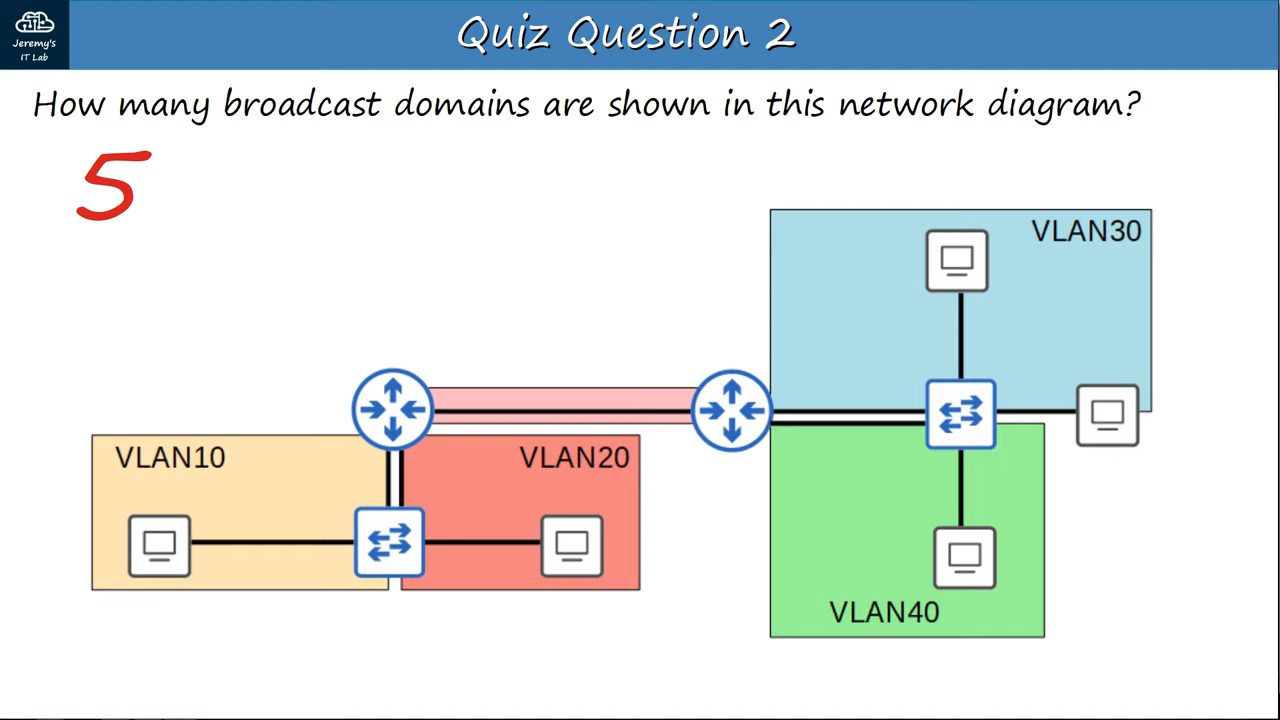 Jeremy's
IT Lab
Quiz Question 2
How many broadcast domains are shown in this network diagram?
5
VLAN30
VLAN10
VLAN20
VLAN40